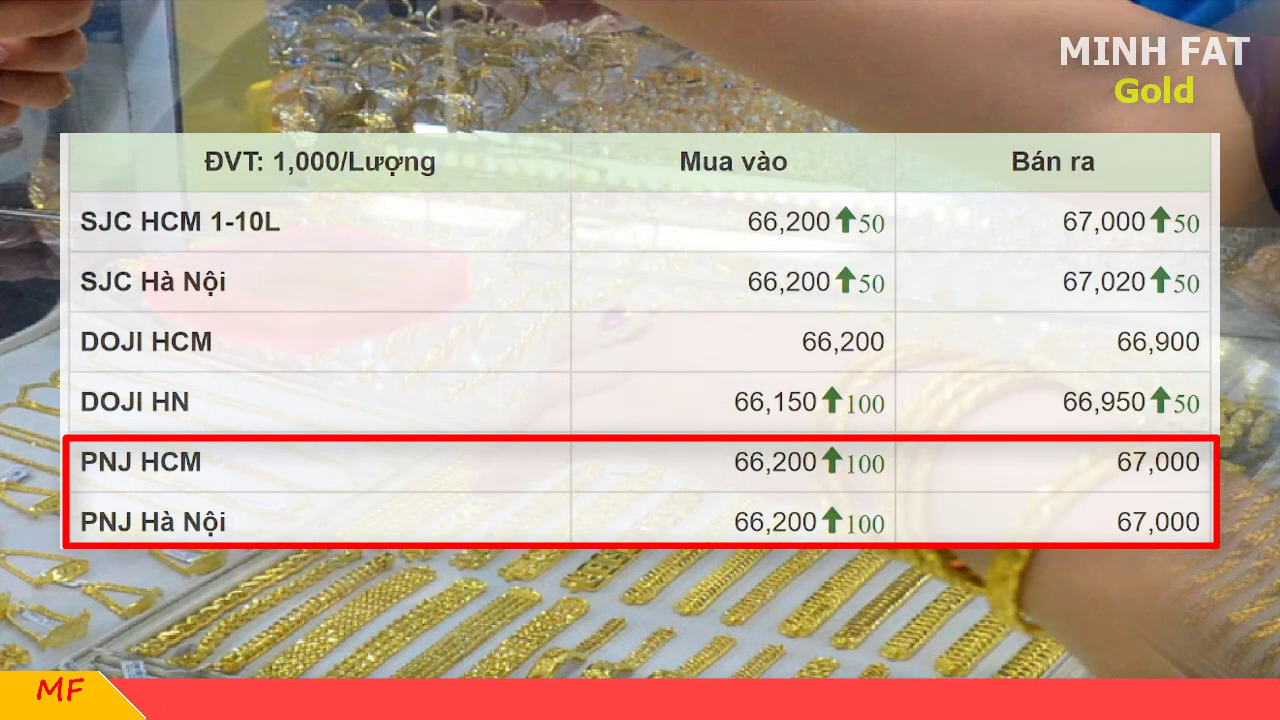 MINH FAT
Gold
ĐVT: 1,000/Lượng Mua vào Bán ra
SJC HCM 1-10L 66,200 ⬆50 67,000 ⬆50
SJC Hà Nội 66,200 ⬆50 67,020 ⬆50
DOJI HCM 66,200 66,900
DOJI HN 66,150 ⬆100 66,950 ⬆50
PNJ HCM 66,200 ⬆100 67,000
PNJ Hà Nội 66,200 ⬆100 67,000
MF